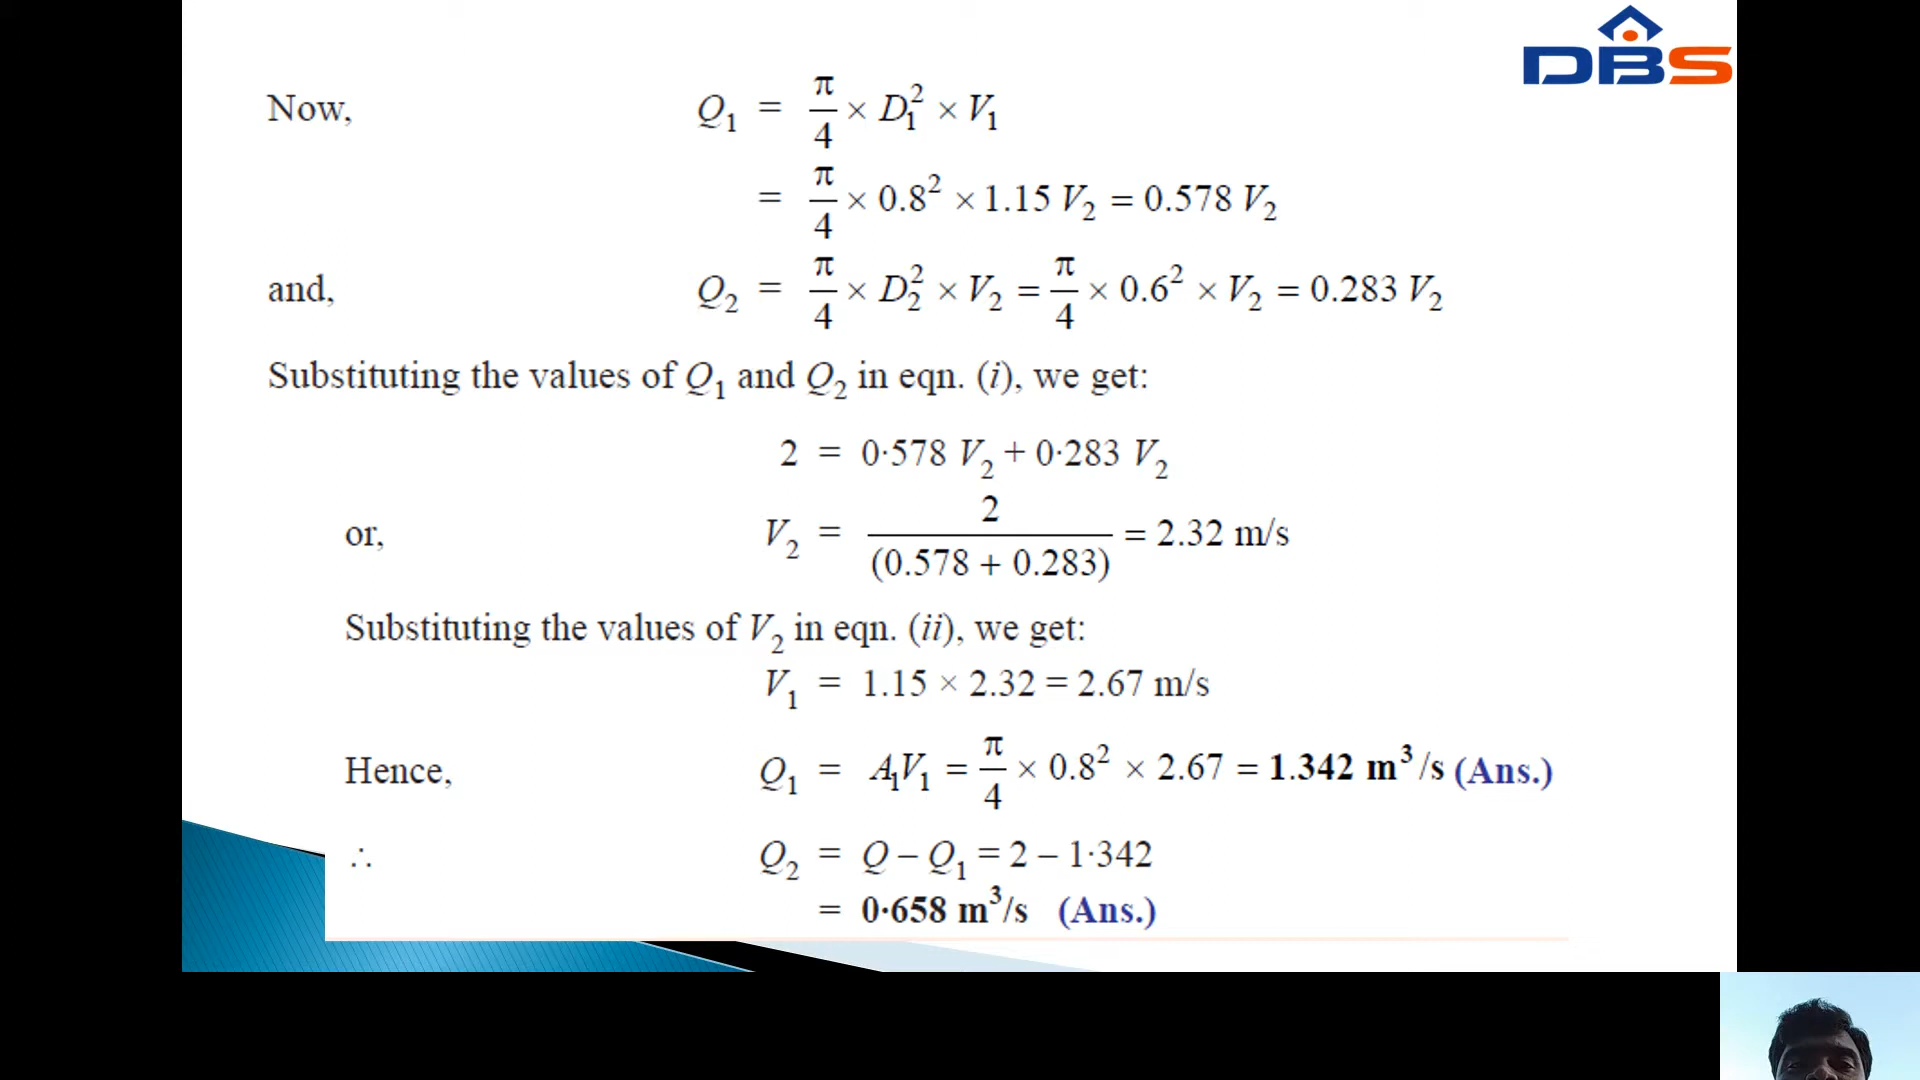 DBS
Now, Q₁ = π/4 × D₁² × V₁
= π/4 × 0.8² × 1.15 V₂ = 0.578 V₂
and, Q₂ = π/4 × D₂² × V₂ = π/4 × 0.6² × V₂ = 0.283 V₂
Substituting the values of Q₁ and Q₂ in eqn. (i), we get:
2 = 0·578 V₂ + 0·283 V₂
or, V₂ = 2/(0.578 + 0.283) = 2.32 m/s
Substituting the values of V₂ in eqn. (ii), we get:
V₁ = 1.15 × 2.32 = 2.67 m/s
Hence, Q₁ = A₁V₁ = π/4 × 0.8² × 2.67 = 1.342 m³/s (Ans.)
∴ Q₂ = Q – Q₁ = 2 – 1·342
= 0·658 m³/s (Ans.)